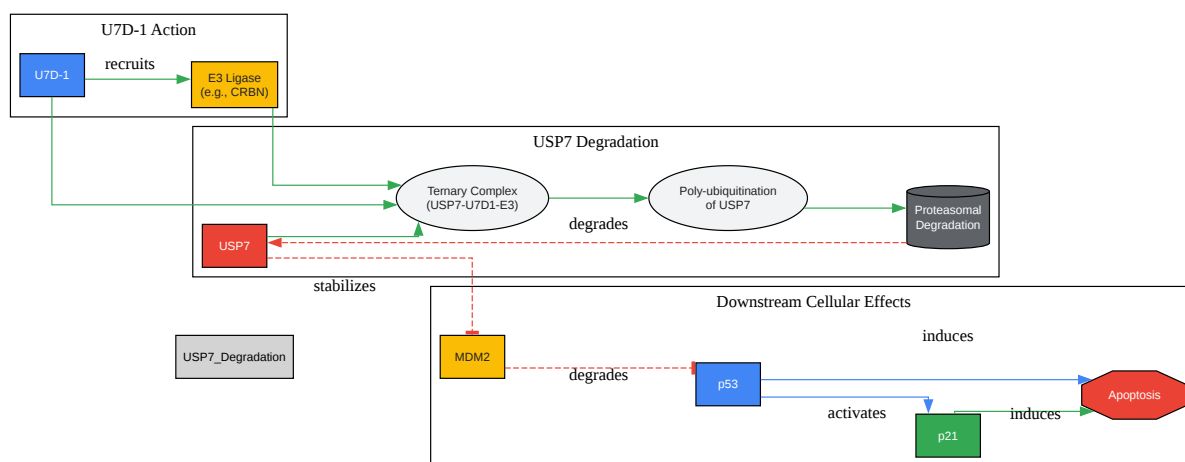 U7D-1 Action
U7D-1
recruits
E3 Ligase
(e.g., CRBN)
USP7 Degradation
Ternary Complex
(USP7-U7D1-E3)
Poly-ubiquitination
of USP7
Proteasomal
Degradation
degrades
USP7
stabilizes
Downstream Cellular Effects
USP7_Degradation
MDM2
degrades
p53
induces
activates
p21
induces
Apoptosis